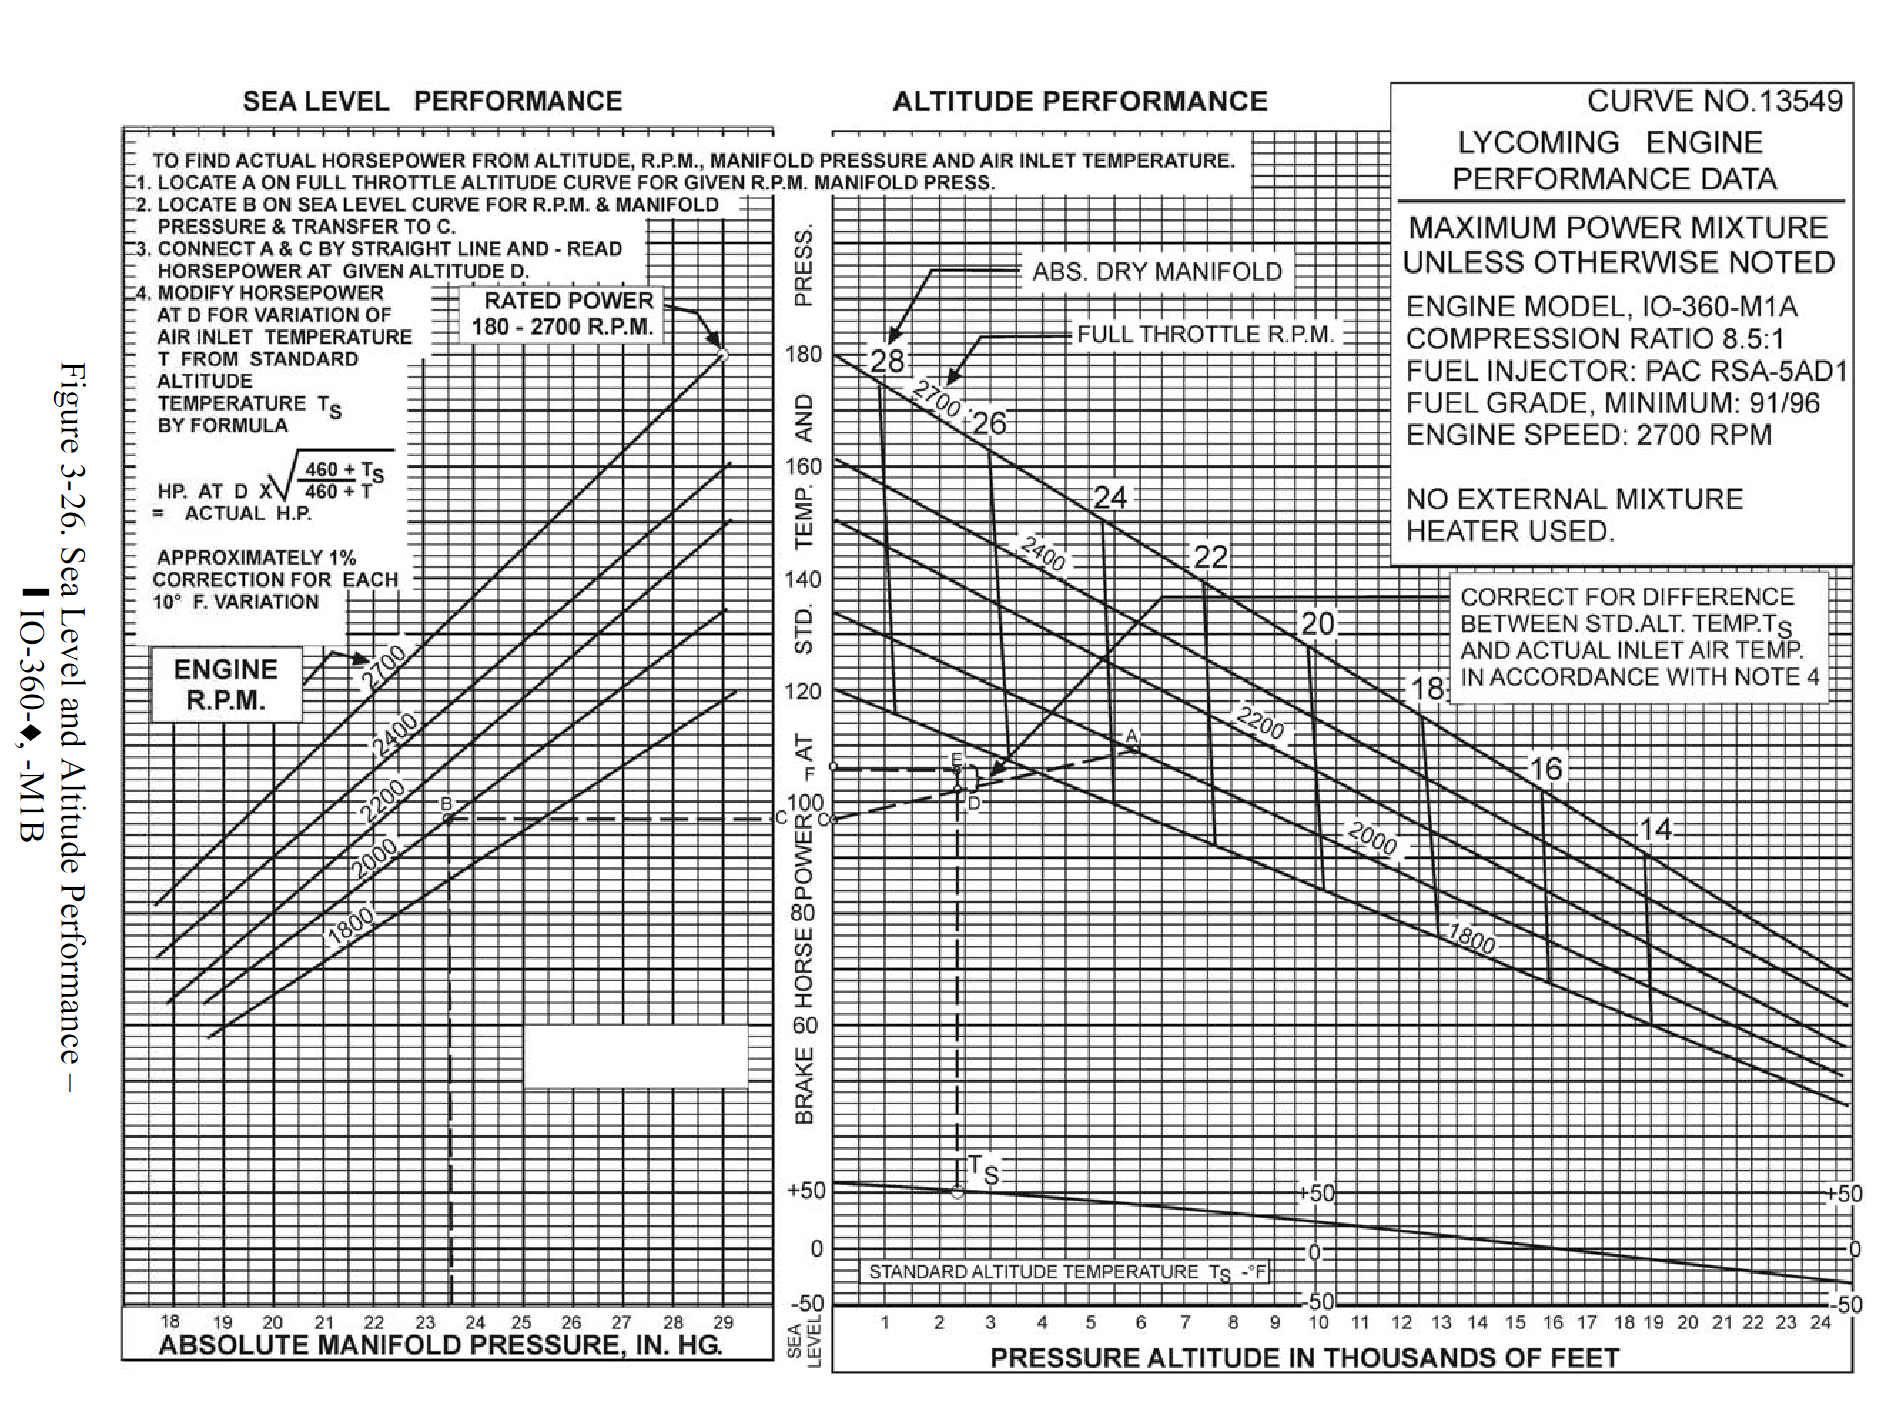 SEA LEVEL PERFORMANCE
TO FIND ACTUAL HORSEPOWER FROM ALTITUDE, R.P.M., MANIFOLD PRESSURE AND AIR INLET TEMPERATURE.
1. LOCATE A ON FULL THROTTLE ALTITUDE CURVE FOR GIVEN R.P.M. MANIFOLD PRESS.
2. LOCATE B ON SEA LEVEL CURVE FOR R.P.M. & MANIFOLD
PRESSURE & TRANSFER TO C.
3. CONNECT A & C BY STRAIGHT LINE AND - READ
HORSEPOWER AT GIVEN ALTITUDE D.
4. MODIFY HORSEPOWER
AT D FOR VARIATION OF
AIR INLET TEMPERATURE
T FROM STANDARD
ALTITUDE
TEMPERATURE TS
BY FORMULA
HP. AT D X√ 460 + TS
460 + T
= ACTUAL H.P.
APPROXIMATELY 1%
CORRECTION FOR EACH
10° F. VARIATION
RATED POWER
180 - 2700 R.P.M.
ENGINE
R.P.M.
2700
2400
2200
2000
1800
B
C
18 19 20 21 22 23 24 25 26 27 28 29
ABSOLUTE MANIFOLD PRESSURE, IN. HG.
ALTITUDE PERFORMANCE
BRAKE HORSE POWER AT STD. TEMP. AND PRESS.
180
160
140
120
100
80
60
+50
0
-50
F
C
ABS. DRY MANIFOLD
FULL THROTTLE R.P.M.
28
2700
26
24
22
20
18
16
14
2400
2200
2000
1800
A
E
D
TS
+50
0
-50
+50
0
-50
STANDARD ALTITUDE TEMPERATURE TS -°F
SEA
LEVEL
1 2 3 4 5 6 7 8 9 10 11 12 13 14 15 16 17 18 19 20 21 22 23 24
PRESSURE ALTITUDE IN THOUSANDS OF FEET
CURVE NO.13549
LYCOMING ENGINE
PERFORMANCE DATA
MAXIMUM POWER MIXTURE
UNLESS OTHERWISE NOTED
ENGINE MODEL, IO-360-M1A
COMPRESSION RATIO 8.5:1
FUEL INJECTOR: PAC RSA-5AD1
FUEL GRADE, MINIMUM: 91/96
ENGINE SPEED: 2700 RPM
NO EXTERNAL MIXTURE
HEATER USED.
CORRECT FOR DIFFERENCE
BETWEEN STD.ALT. TEMP.TS
AND ACTUAL INLET AIR TEMP.
IN ACCORDANCE WITH NOTE 4
Figure 3-26. Sea Level and Altitude Performance –
IO-360-♦, -M1B